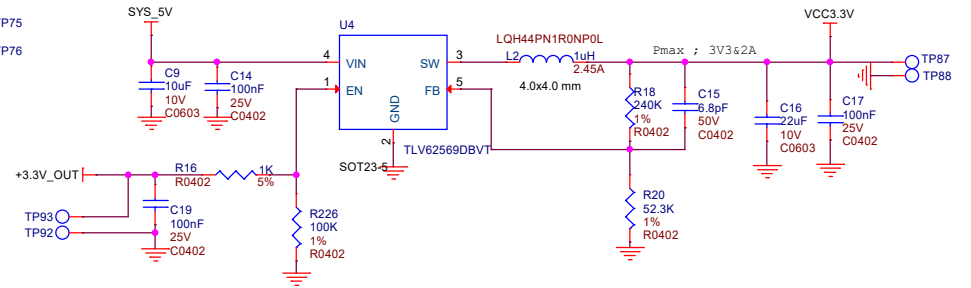 TP75
TP76
SYS_5V
U4
VCC3.3V
LQH44PN1R0NP0L
L2
1uH
2.45A
4.0x4.0 mm
Pmax ; 3V3&2A
TP87
TP88
4
VIN
SW
3
1
EN
FB
5
GND
2
TLV62569DBVT
SOT23-5
C9
10uF
10V
C0603
C14
100nF
25V
C0402
R18
240K
1%
R0402
C15
6.8pF
50V
C0402
C16
22uF
10V
C0603
C17
100nF
25V
C0402
+3.3V_OUT
R16
R0402
1K
5%
TP93
TP92
C19
100nF
25V
C0402
R226
100K
1%
R0402
R20
52.3K
1%
R0402